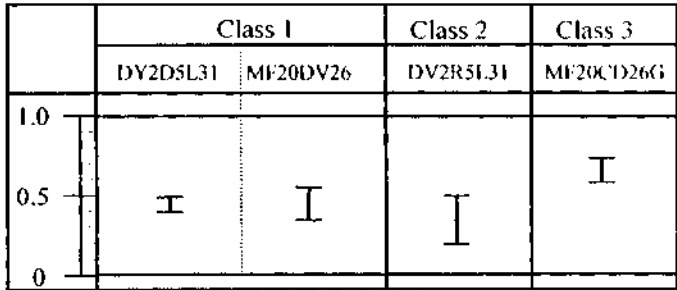 Class 1 Class 2 Class 3
DY2D5L31 MF20DV26 DV2R5L31 MF20CD26G
1.0
0.5
0